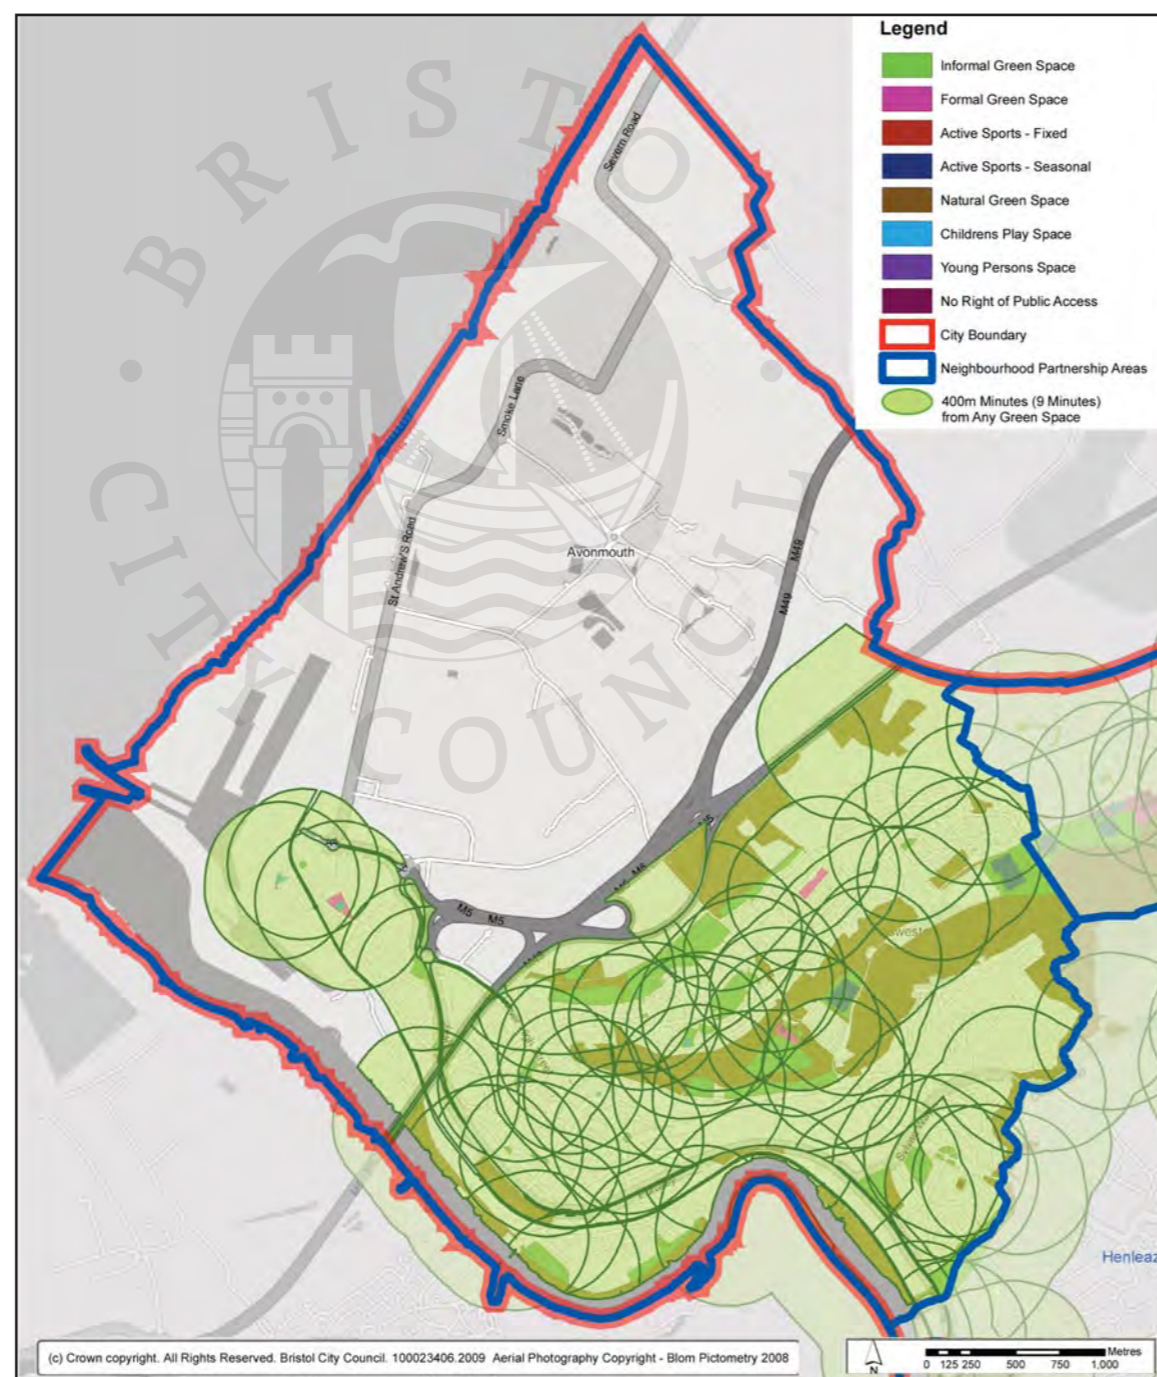 Legend
Informal Green Space
Formal Green Space
Active Sports - Fixed
Active Sports - Seasonal
Natural Green Space
Childrens Play Space
Young Persons Space
No Right of Public Access
City Boundary
Neighbourhood Partnership Areas
400m Minutes (9 Minutes)
from Any Green Space
BRISTOL
CITY COUNCIL
Severn Road
Smoke Lane
St Andrew'S Road
Avonmouth
M49
M49
M5
M5
Henleaz
(c) Crown copyright. All Rights Reserved. Bristol City Council. 100023406.2009 Aerial Photography Copyright - Blom Pictometry 2008
N
Metres
0 125 250 500 750 1,000